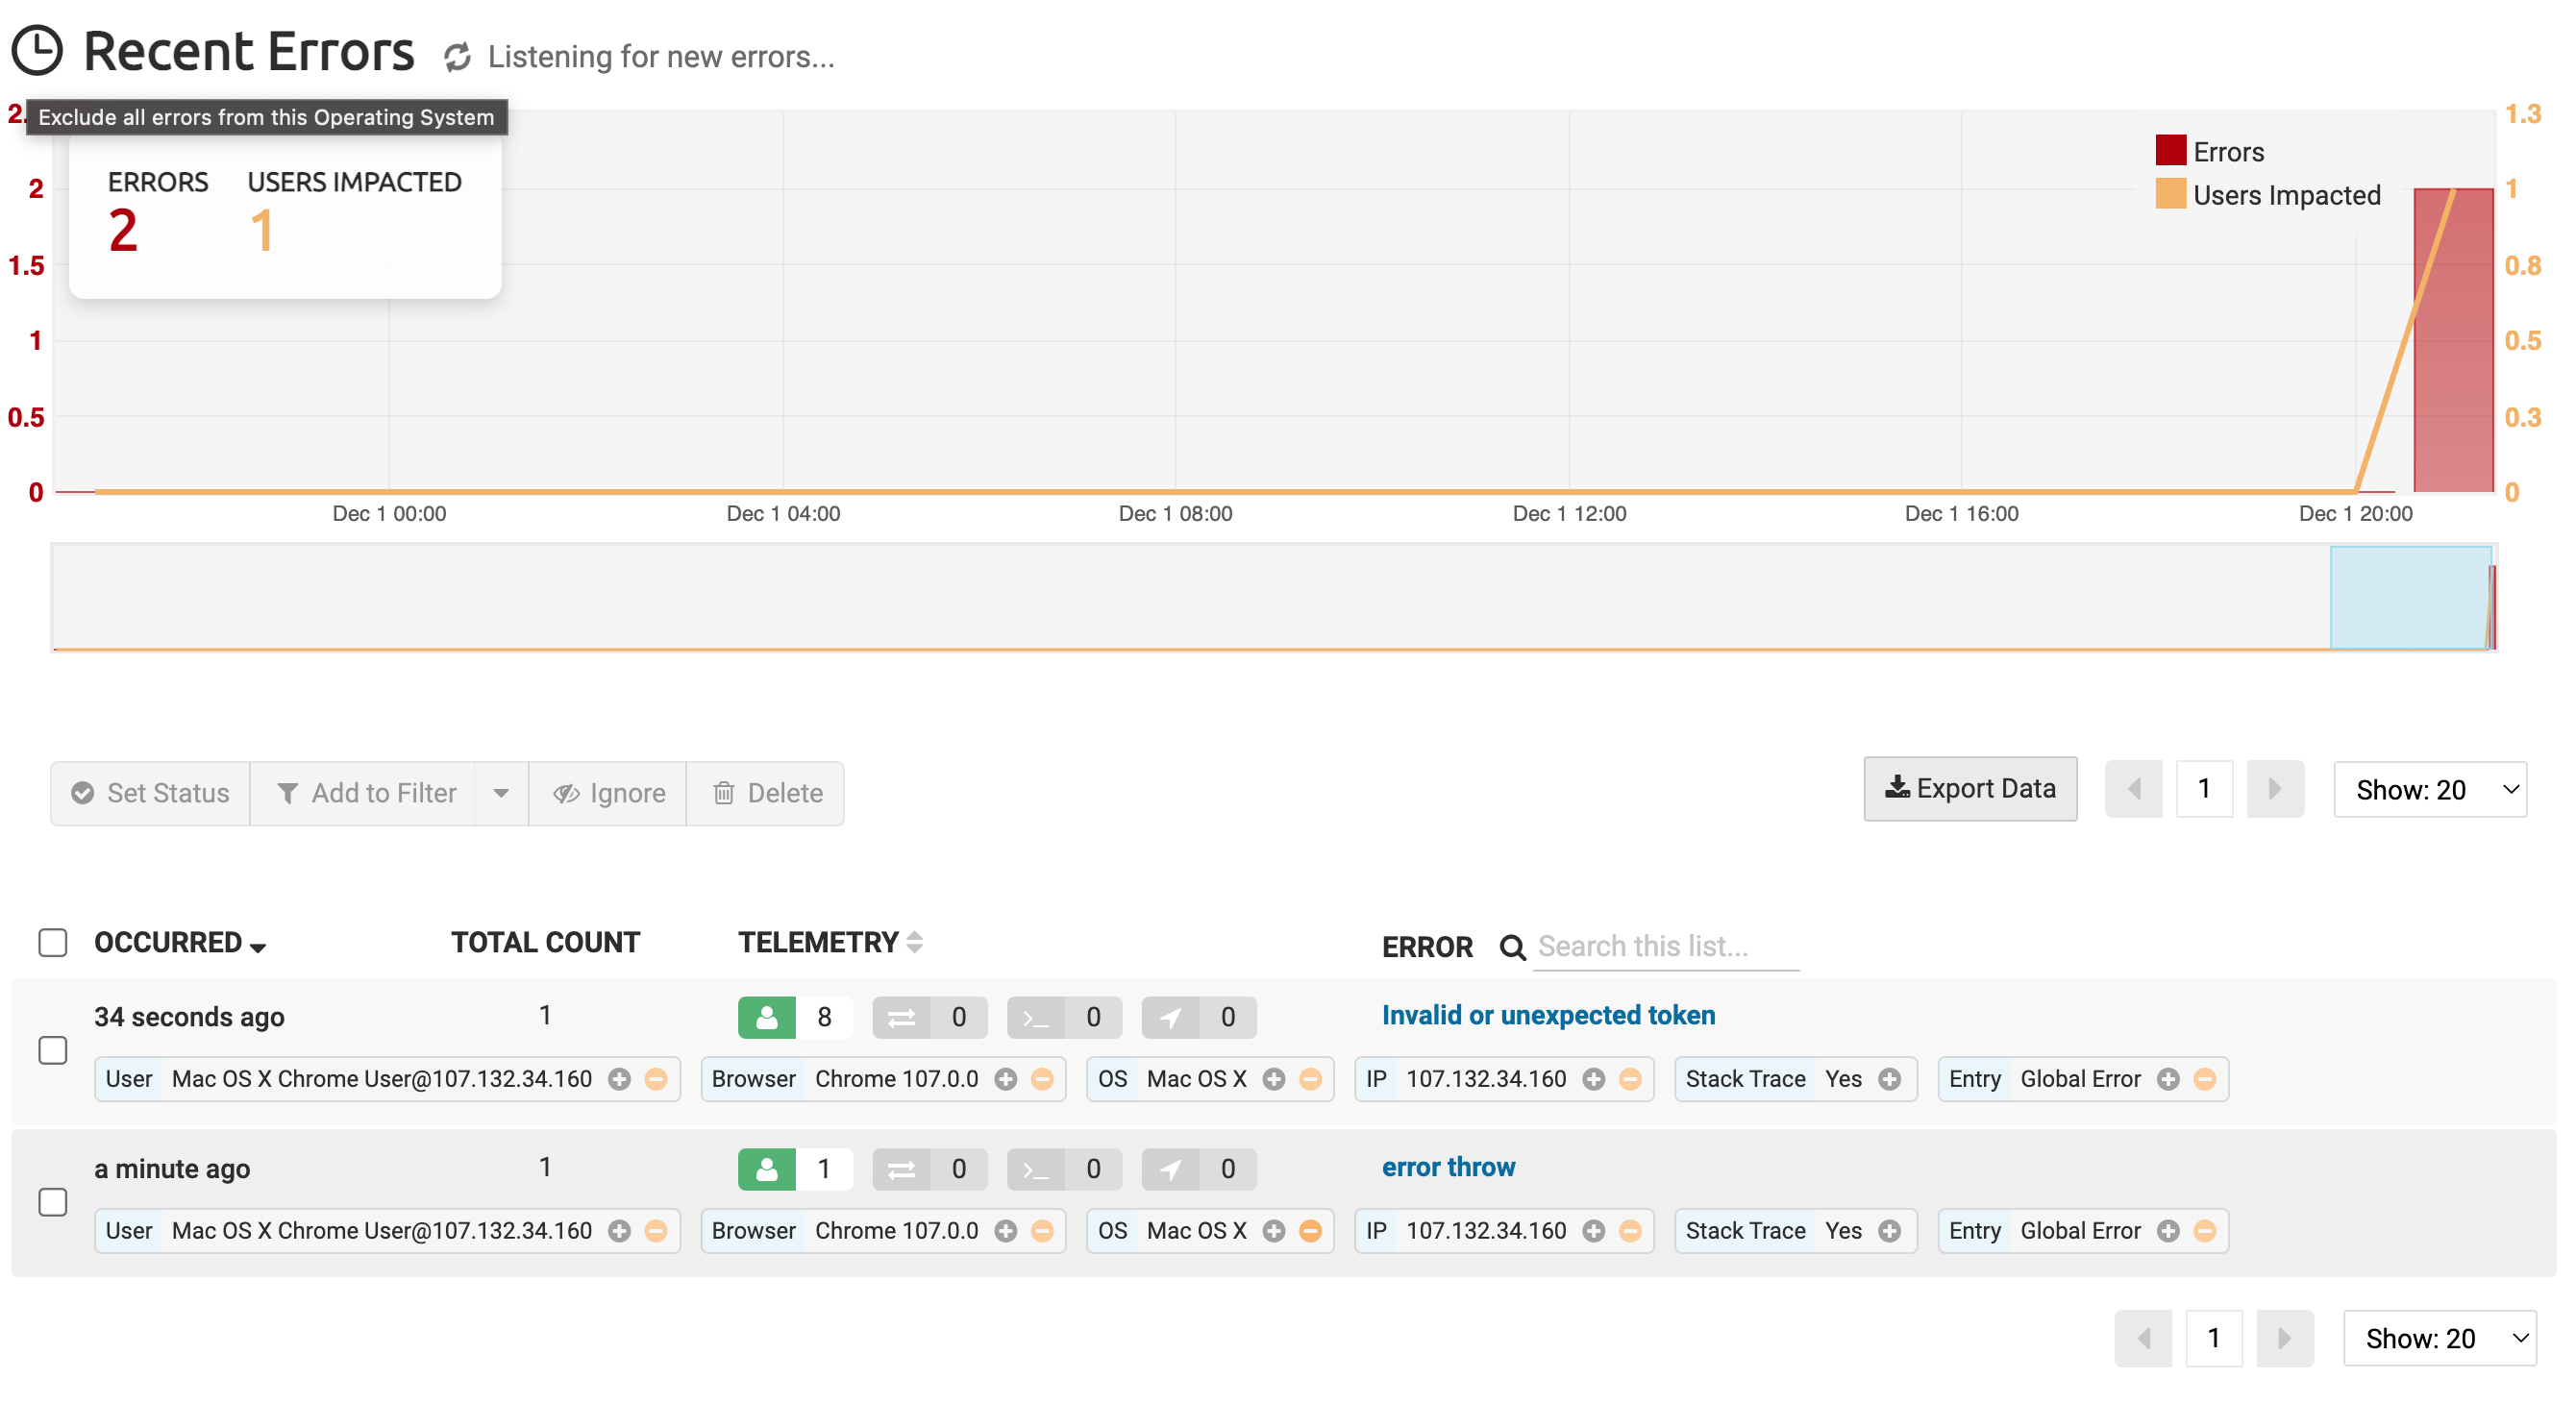 Recent Errors Listening for new errors...
Exclude all errors from this Operating System
2. 1.3
ERRORS USERS IMPACTED
2 1
Errors
Users Impacted
2 1
1.5 0.8
1 0.5
0.5 0.3
0 0
Dec 1 00:00 Dec 1 04:00 Dec 1 08:00 Dec 1 12:00 Dec 1 16:00 Dec 1 20:00
Set Status Add to Filter Ignore Delete Export Data 1 Show: 20
OCCURRED TOTAL COUNT TELEMETRY ERROR Search this list...
34 seconds ago 1 8 0 0 0 Invalid or unexpected token
User Mac OS X Chrome User@107.132.34.160 Browser Chrome 107.0.0 OS Mac OS X IP 107.132.34.160 Stack Trace Yes Entry Global Error
a minute ago 1 1 0 0 0 error throw
User Mac OS X Chrome User@107.132.34.160 Browser Chrome 107.0.0 OS Mac OS X IP 107.132.34.160 Stack Trace Yes Entry Global Error
1 Show: 20